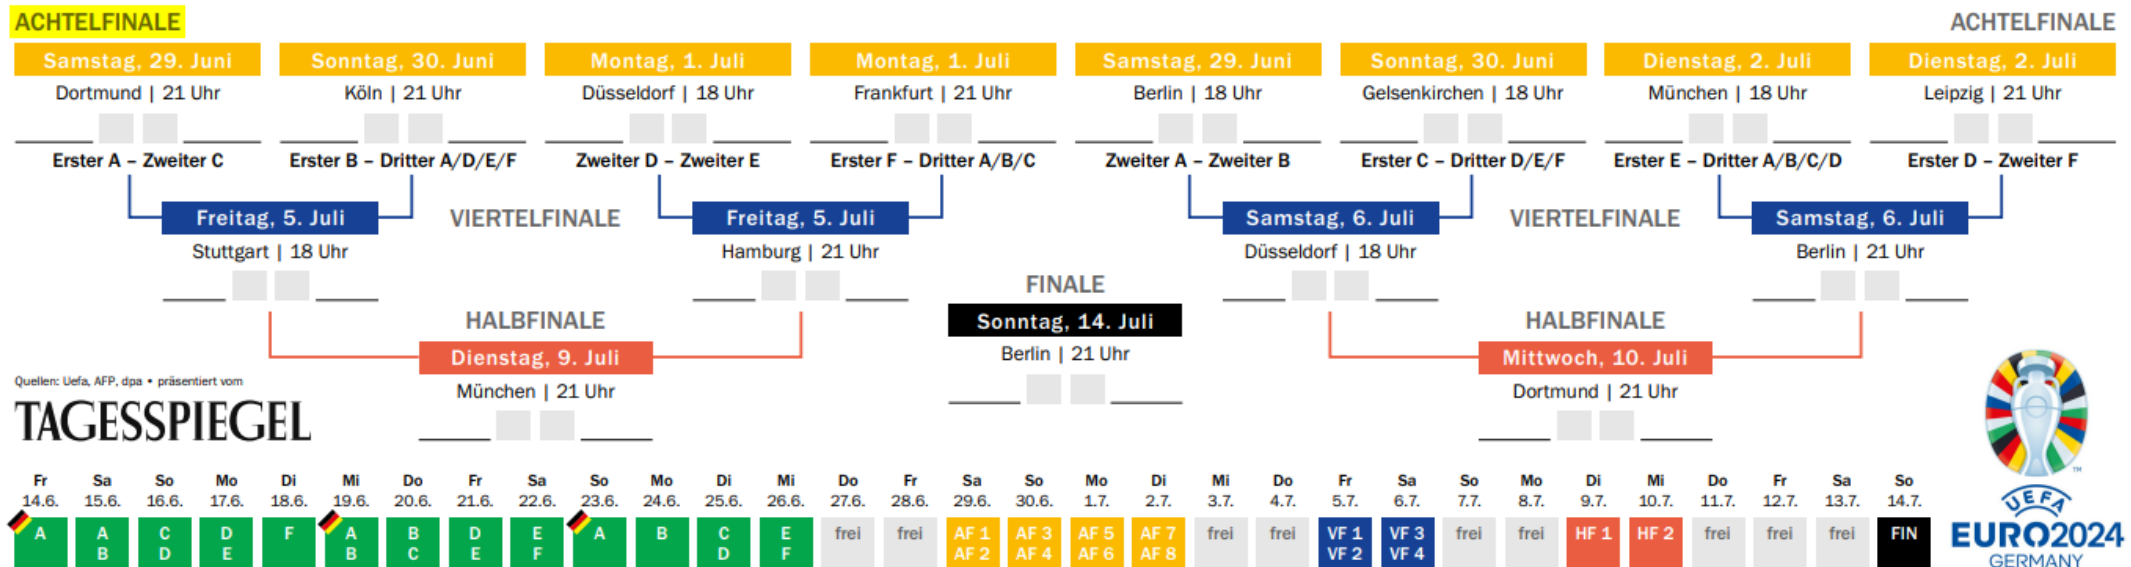 ACHTELFINALE ACHTELFINALE
Samstag, 29. Juni Sonntag, 30. Juni Montag, 1. Juli Montag, 1. Juli Samstag, 29. Juni Sonntag, 30. Juni Dienstag, 2. Juli Dienstag, 2. Juli
Dortmund | 21 Uhr Köln | 21 Uhr Düsseldorf | 18 Uhr Frankfurt | 21 Uhr Berlin | 18 Uhr Gelsenkirchen | 18 Uhr München | 18 Uhr Leipzig | 21 Uhr
Erster A – Zweiter C Erster B – Dritter A/D/E/F Zweiter D – Zweiter E Erster F – Dritter A/B/C Zweiter A – Zweiter B Erster C – Dritter D/E/F Erster E – Dritter A/B/C/D Erster D – Zweiter F
Freitag, 5. Juli VIERTELFINALE Freitag, 5. Juli Samstag, 6. Juli VIERTELFINALE Samstag, 6. Juli
Stuttgart | 18 Uhr Hamburg | 21 Uhr Düsseldorf | 18 Uhr Berlin | 21 Uhr
FINALE
HALBFINALE Sonntag, 14. Juli HALBFINALE
Dienstag, 9. Juli Berlin | 21 Uhr Mittwoch, 10. Juli
Quellen: Uefa, AFP, dpa • präsentiert vom
München | 21 Uhr Dortmund | 21 Uhr
TAGESSPIEGEL
TM
Fr Sa So Mo Di Mi Do Fr Sa So Mo Di Mi Do Fr Sa So Mo Di Mi Do Fr Sa So Mo Di Mi Do Fr Sa So
14.6. 15.6. 16.6. 17.6. 18.6. 19.6. 20.6. 21.6. 22.6. 23.6. 24.6. 25.6. 26.6. 27.6. 28.6. 29.6. 30.6. 1.7. 2.7. 3.7. 4.7. 5.7. 6.7. 7.7. 8.7. 9.7. 10.7. 11.7. 12.7. 13.7. 14.7.
A A C D F A B D E A B C E frei frei AF 1 AF 3 AF 5 AF 7 frei frei VF 1 VF 3 frei frei HF 1 HF 2 frei frei frei FIN
B D E B C E F D F AF 2 AF 4 AF 6 AF 8 VF 2 VF 4
UEFA
EURO2024
GERMANY